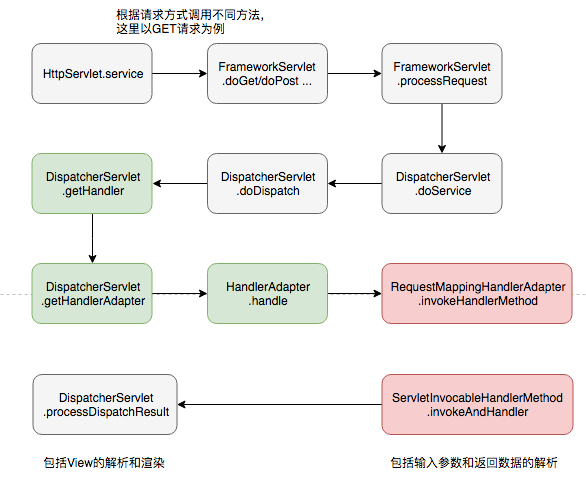 根据请求方式调用不同方法，
这里以GET请求为例
HttpServlet.service
FrameworkServlet
.doGet/doPost ...
FrameworkServlet
.processRequest
DispatcherServlet
.getHandler
DispatcherServlet
.doDispatch
DispatcherServlet
.doService
DispatcherServlet
.getHandlerAdapter
HandlerAdapter
.handle
RequestMappingHandlerAdapter
.invokeHandlerMethod
DispatcherServlet
.processDispatchResult
ServletInvocableHandlerMethod
.invokeAndHandler
包括View的解析和渲染
包括输入参数和返回数据的解析